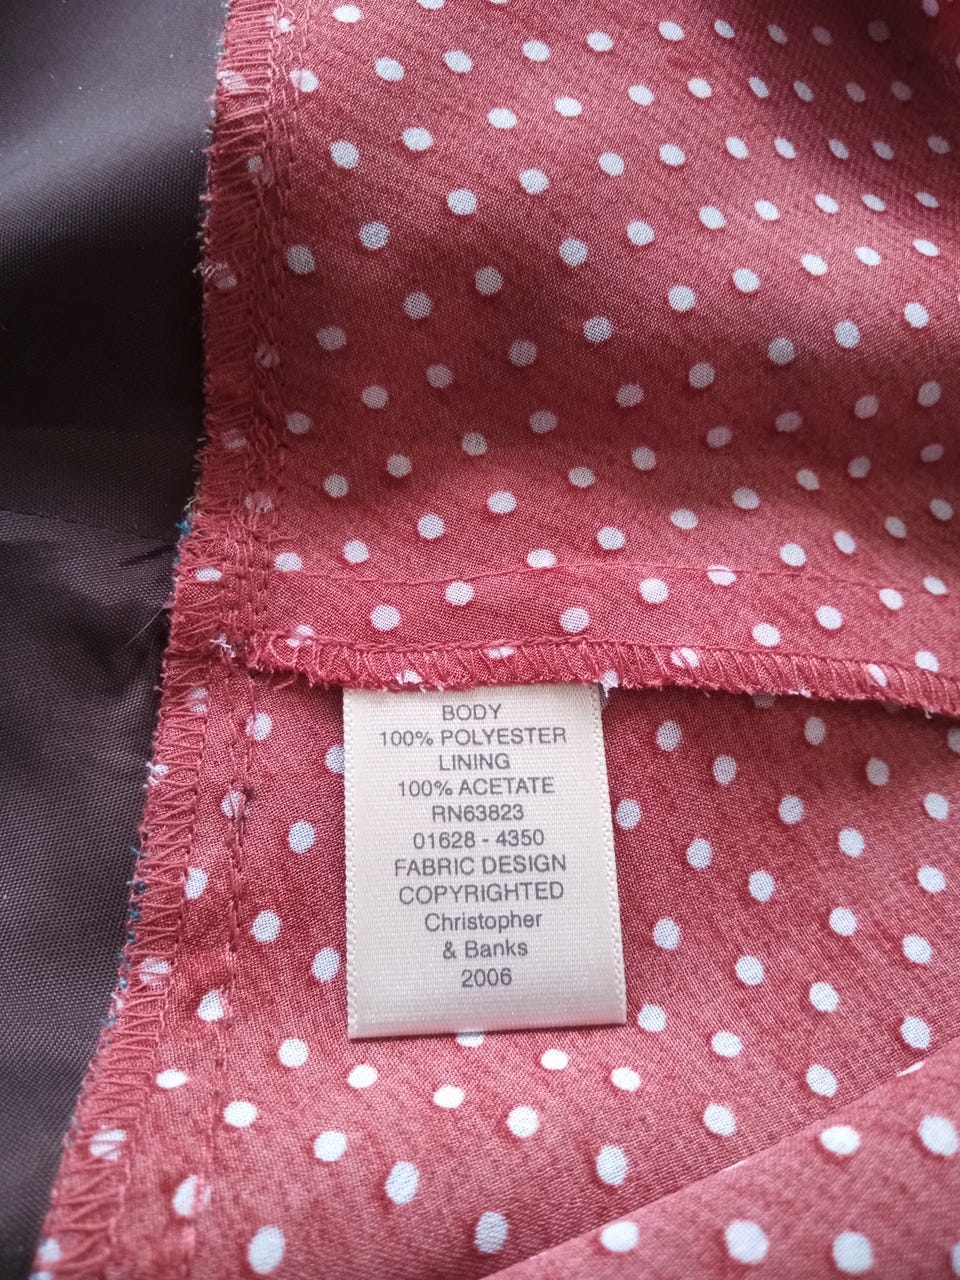 BODY
100% POLYESTER
LINING
100% ACETATE
RN63823
01628 - 4350
FABRIC DESIGN
COPYRIGHTED
Christopher
& Banks
2006